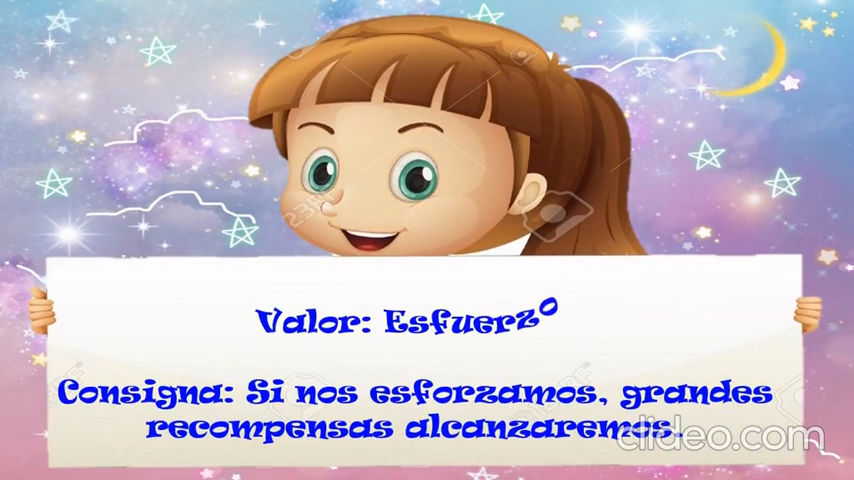 Valor: Esfuerzo
Consigna: Si nos esforzamos, grandes
recompensas alcanzaremos.
clideo.com